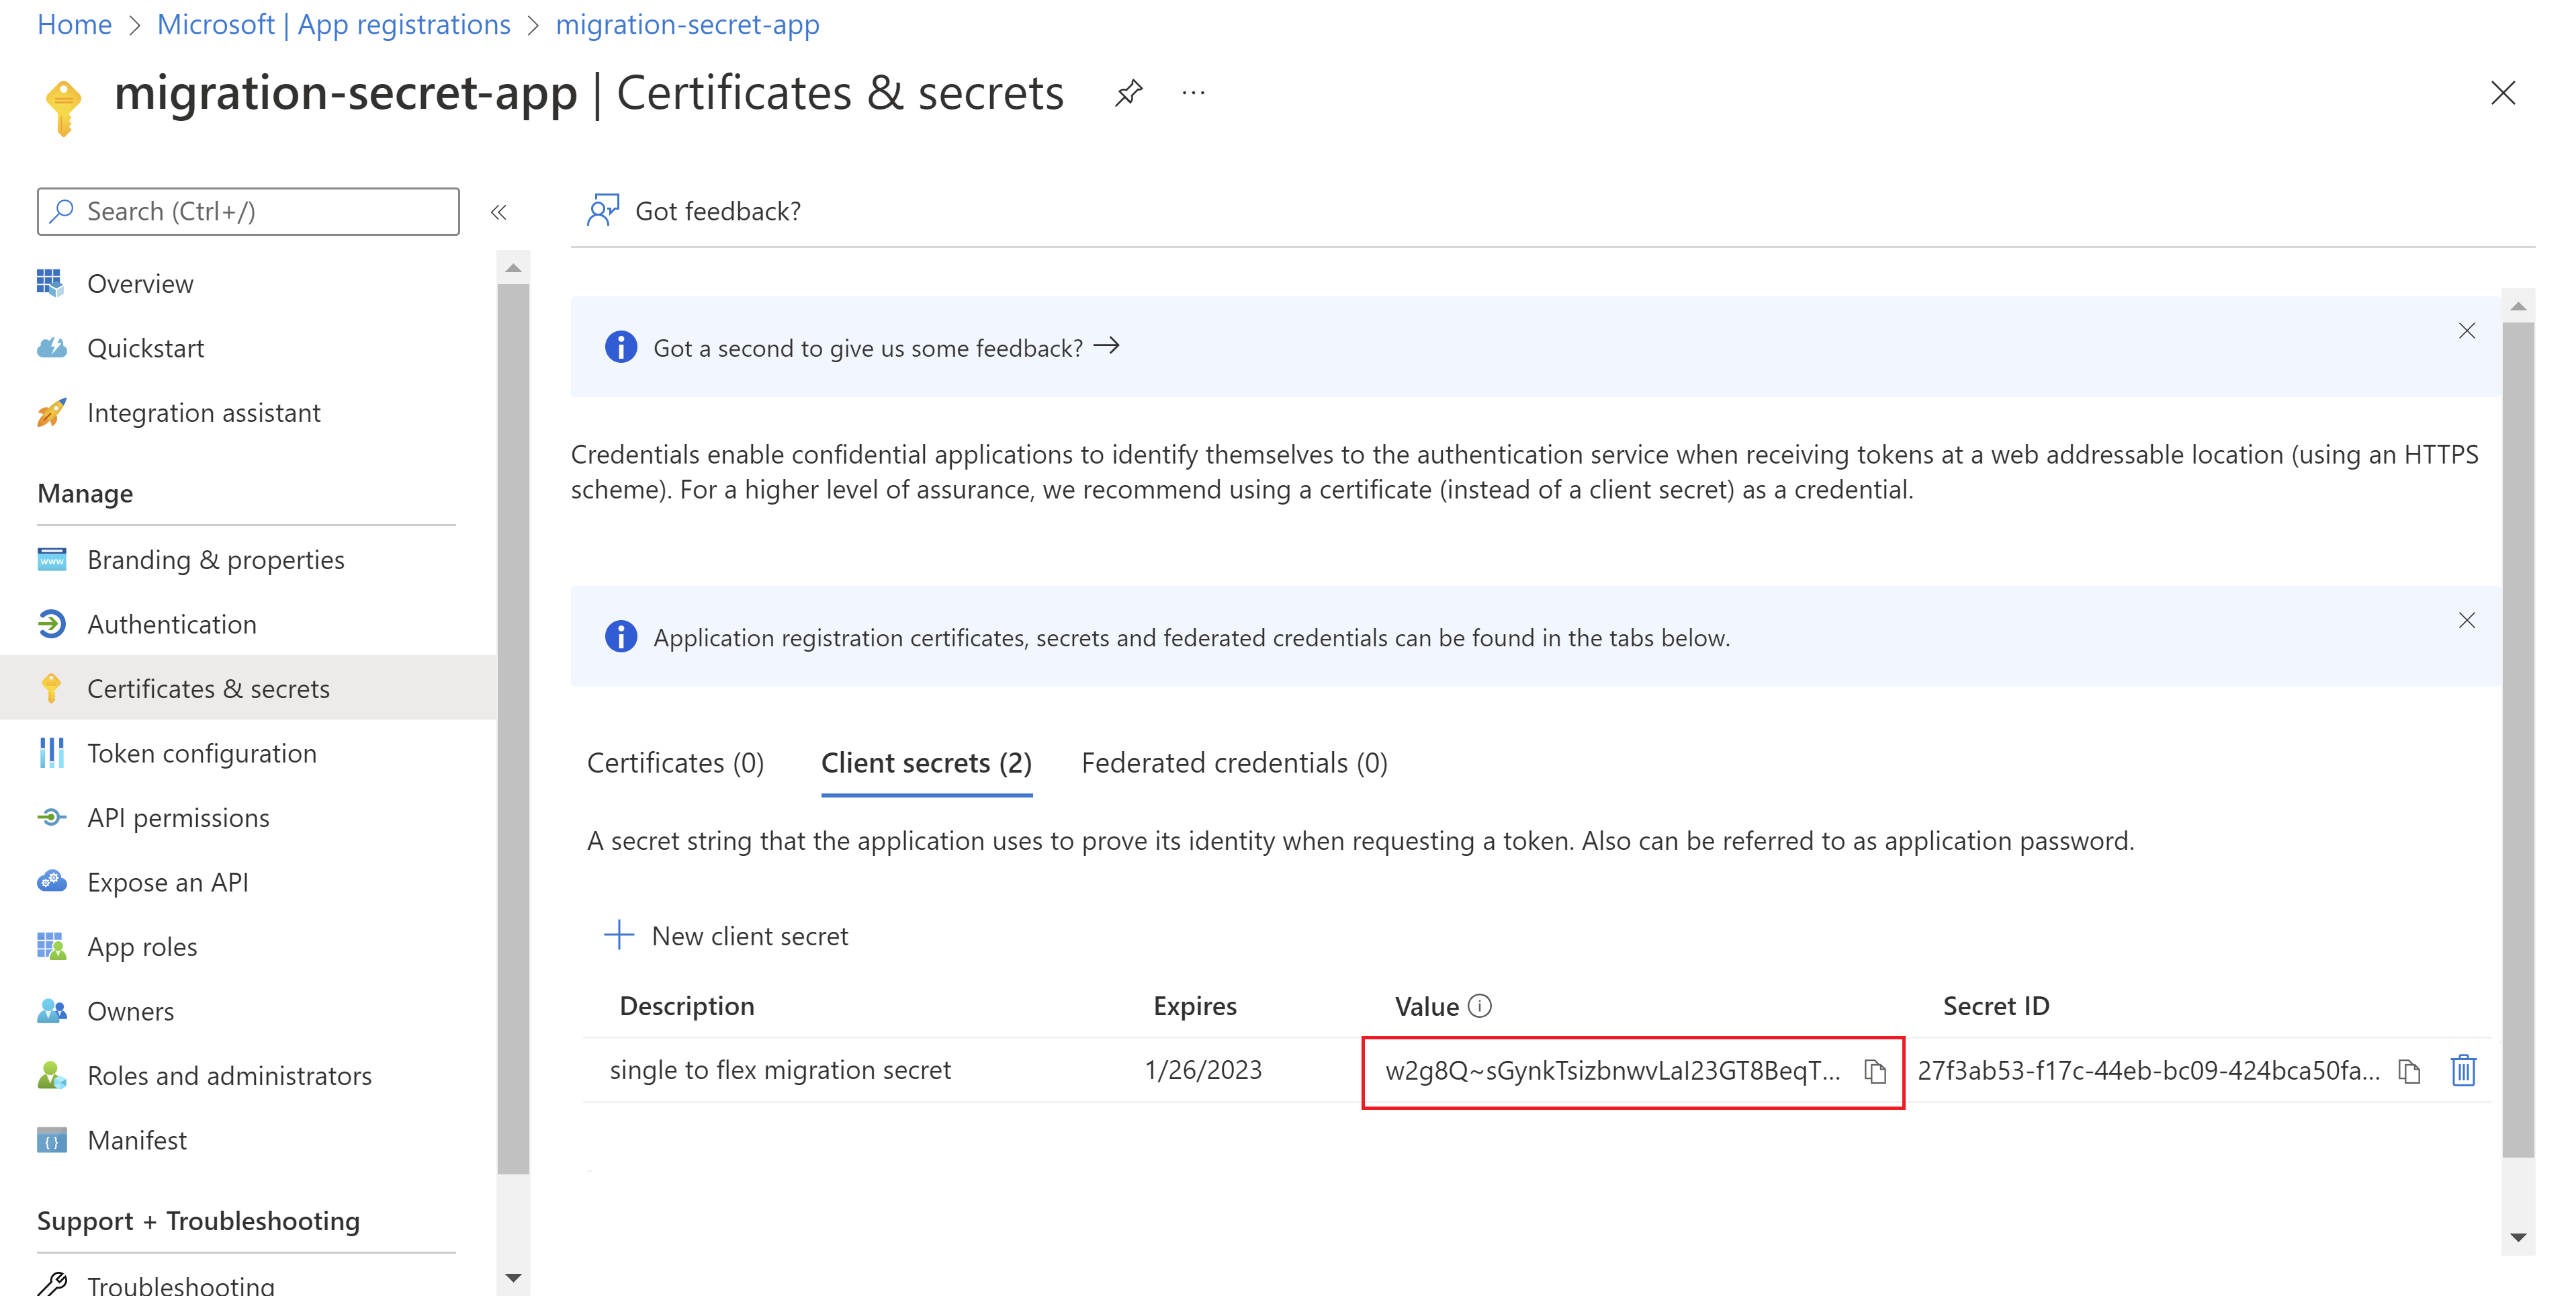 Home > Microsoft | App registrations > migration-secret-app
migration-secret-app | Certificates & secrets
Search (Ctrl+/)
Overview
Quickstart
Integration assistant
Manage
Branding & properties
Authentication
Certificates & secrets
Token configuration
API permissions
Expose an API
App roles
Owners
Roles and administrators
Manifest
Support + Troubleshooting
Troubleshooting
Got feedback?
Got a second to give us some feedback? →
Credentials enable confidential applications to identify themselves to the authentication service when receiving tokens at a web addressable location (using an HTTPS
scheme). For a higher level of assurance, we recommend using a certificate (instead of a client secret) as a credential.
Application registration certificates, secrets and federated credentials can be found in the tabs below.
Certificates (0) Client secrets (2) Federated credentials (0)
A secret string that the application uses to prove its identity when requesting a token. Also can be referred to as application password.
New client secret
Description Expires Value Secret ID
single to flex migration secret 1/26/2023 w2g8Q~sGynkTsizbnwvLaI23GT8BeqT... 27f3ab53-f17c-44eb-bc09-424bca50fa...